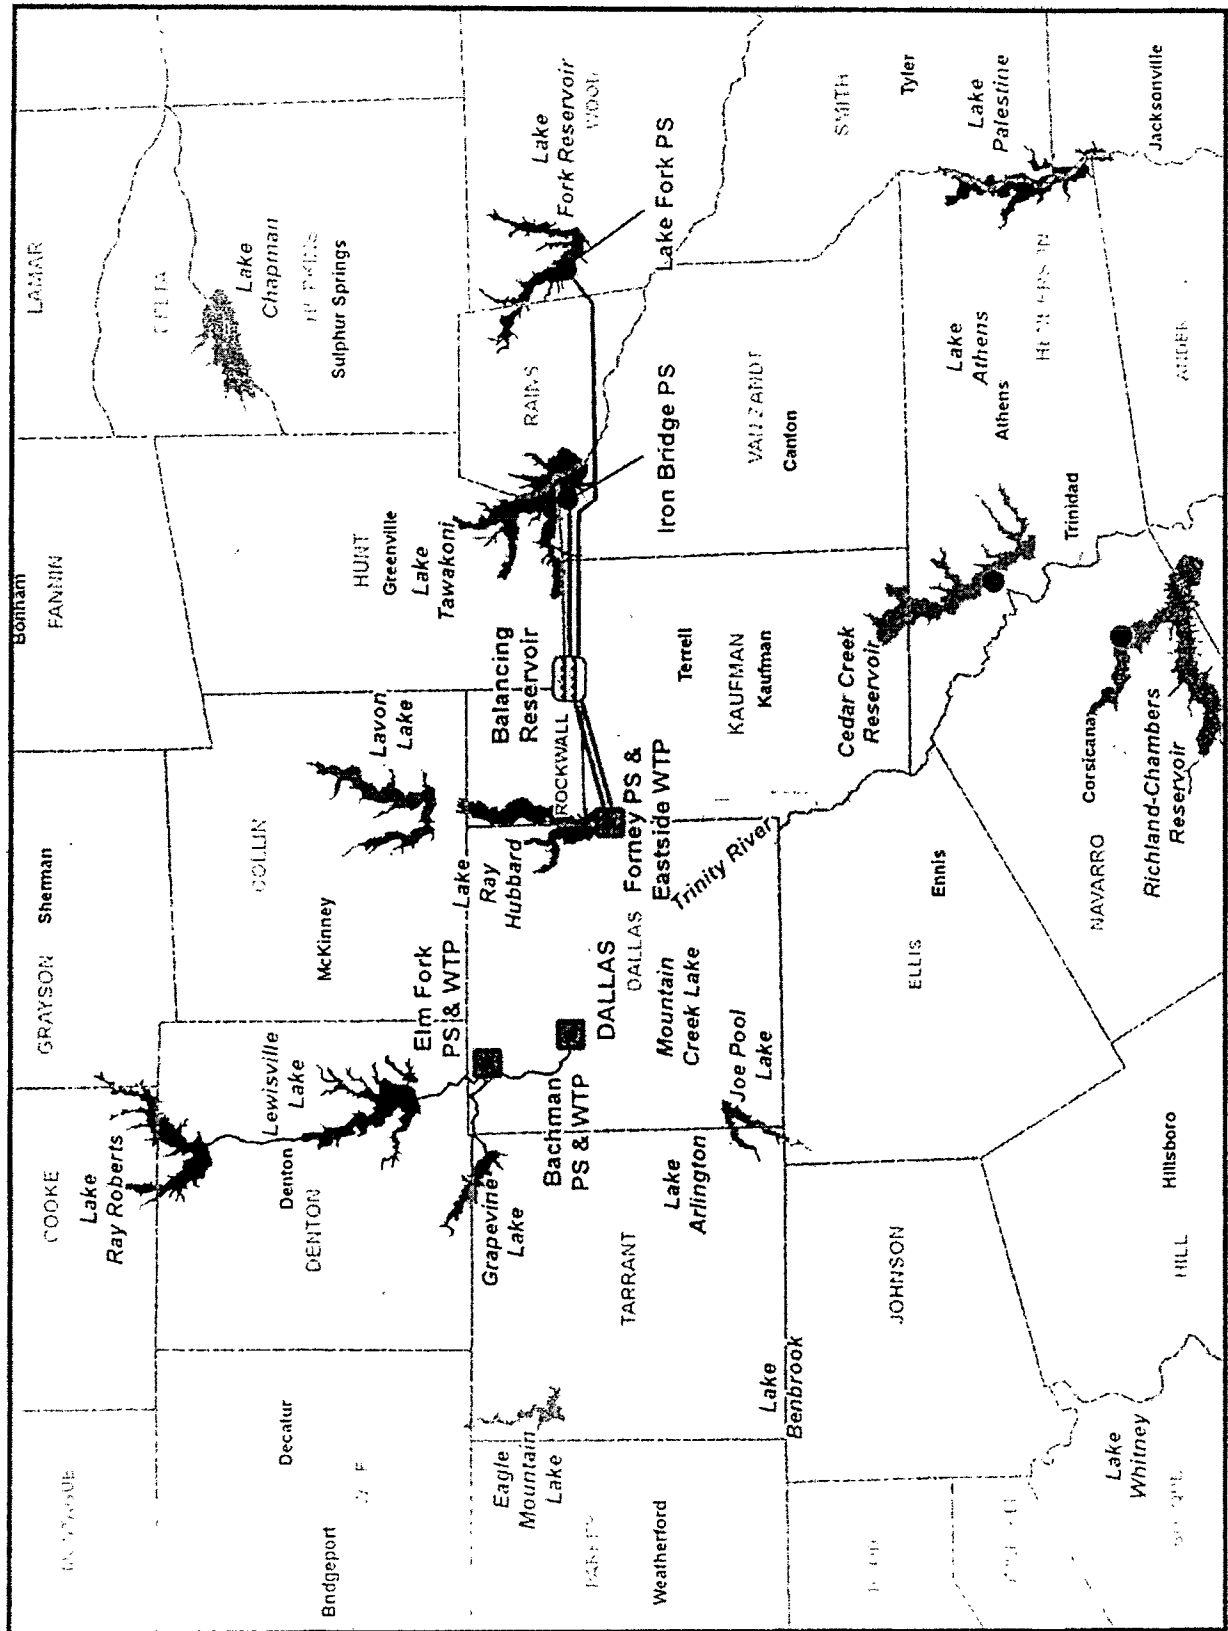 COOKE
GRAYSON
Sherman
Bonham
FANNIN
LAMAR
Lake
Ray Roberts
Decatur
Bridgeport
Denton
DENTON
Lewisville
Lake
McKinney
COLLIN
Lavon
Lake
HUNT
Greenville
Lake
Tawakoni
DELTA
Lake
Chapman
Sulphur Springs
Elm Fork
PS & WTP
Grapevine
Lake
Eagle
Mountain
Lake
Weatherford
TARRANT
Bachman
PS & WTP
DALLAS
DALLAS
Lake
Ray
Hubbard
ROCKWALL
Balancing
Reservoir
Forney PS &
Eastside WTP
RAINS
Lake
Fork Reservoir
WOOD
Lake Fork PS
Iron Bridge PS
Lake
Arlington
Mountain
Creek Lake
Joe Pool
Lake
Trinity River
Terrell
KAUFMAN
Kaufman
VAN ZANDT
Canton
SMITH
Tyler
Lake
Benbrook
JOHNSON
ELLIS
Ennis
Cedar Creek
Reservoir
Lake
Athens
Athens
HENDERSON
Trinidad
Lake
Palestine
Jacksonville
Lake
Whitney
HILL
Hillsboro
NAVARRO
Corsicana
Richland-Chambers
Reservoir